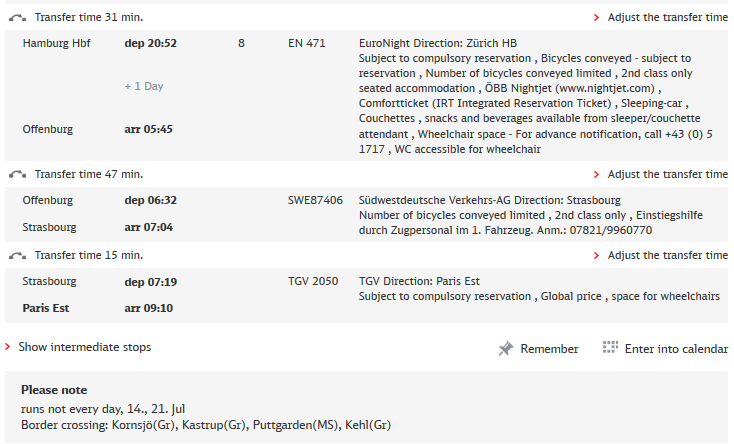 Transfer time 31 min. Adjust the transfer time
Hamburg Hbf dep 20:52 8 EN 471 EuroNight Direction: Zürich HB
Subject to compulsory reservation , Bicycles conveyed - subject to
reservation , Number of bicycles conveyed limited , 2nd class only
+ 1 Day seated accommodation , ÖBB Nightjet (www.nightjet.com) ,
Comfortticket (IRT Integrated Reservation Ticket) , Sleeping-car ,
Couchettes , snacks and beverages available from sleeper/couchette
Offenburg arr 05:45 attendant , Wheelchair space - For advance notification, call +43 (0) 5
1717 , WC accessible for wheelchair
Transfer time 47 min. Adjust the transfer time
Offenburg dep 06:32 SWE87406 Südwestdeutsche Verkehrs-AG Direction: Strasbourg
Number of bicycles conveyed limited , 2nd class only , Einstiegshilfe
Strasbourg arr 07:04 durch Zugpersonal im 1. Fahrzeug. Anm.: 07821/9960770
Transfer time 15 min. Adjust the transfer time
Strasbourg dep 07:19 TGV 2050 TGV Direction: Paris Est
Subject to compulsory reservation , Global price , space for wheelchairs
Paris Est arr 09:10
Show intermediate stops Remember Enter into calendar
Please note
runs not every day, 14., 21. Jul
Border crossing: Kornsjö(Gr), Kastrup(Gr), Puttgarden(MS), Kehl(Gr)